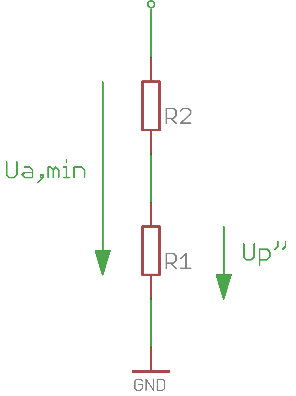 R2
Ua,min
Up”
R1
GND